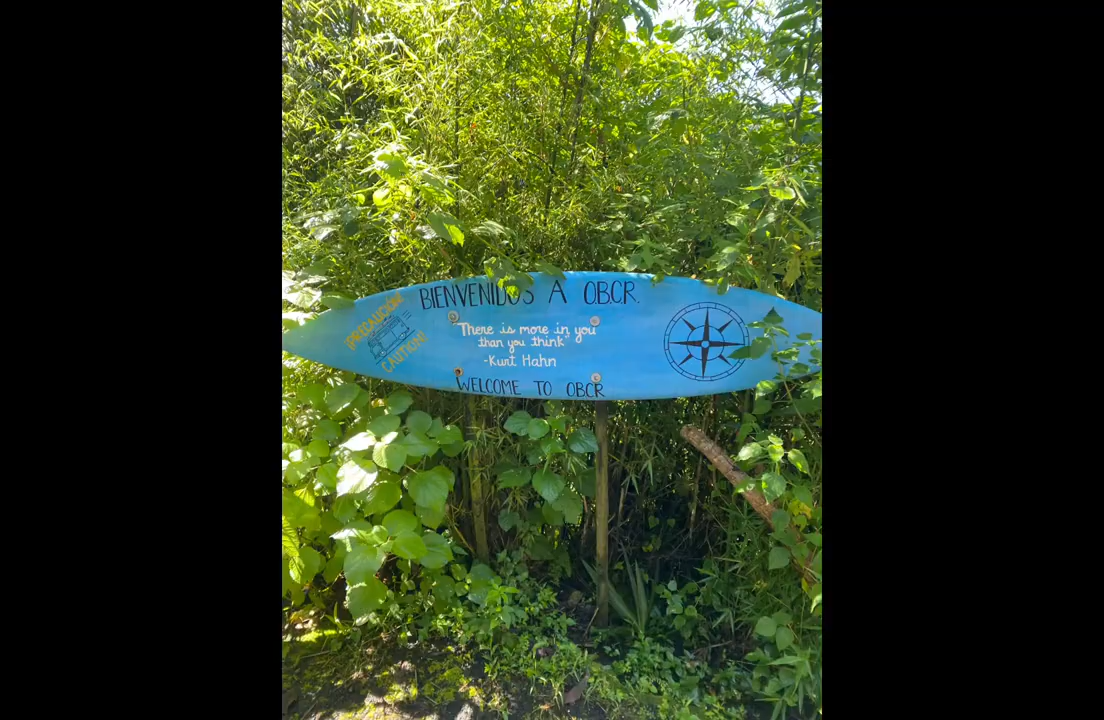 BIENVENIDOS A OBCR.
¡PRECAUCIÓN!
CAUTION!
"There is more in you
than you think"
-Kurt Hahn
WELCOME TO OBCR